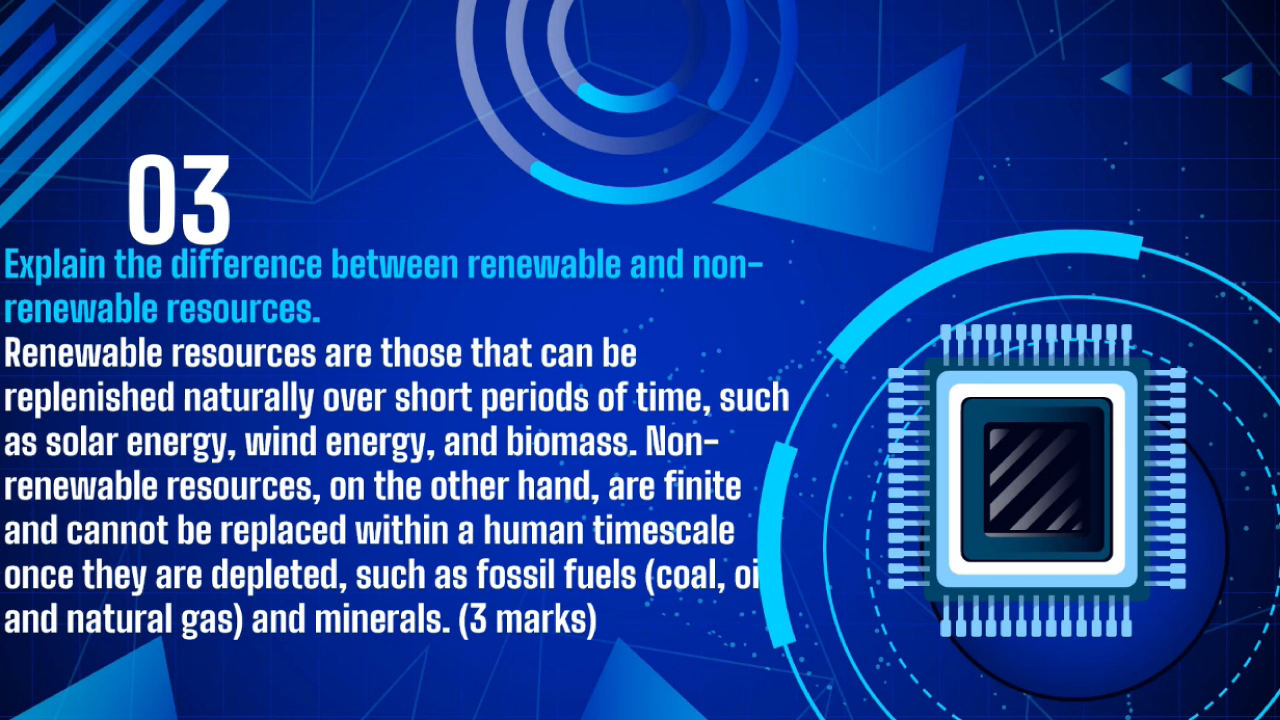 03
Explain the difference between renewable and non-
renewable resources.
Renewable resources are those that can be
replenished naturally over short periods of time, such
as solar energy, wind energy, and biomass. Non-
renewable resources, on the other hand, are finite
and cannot be replaced within a human timescale
once they are depleted, such as fossil fuels (coal,
and natural gas) and minerals. (3 marks)